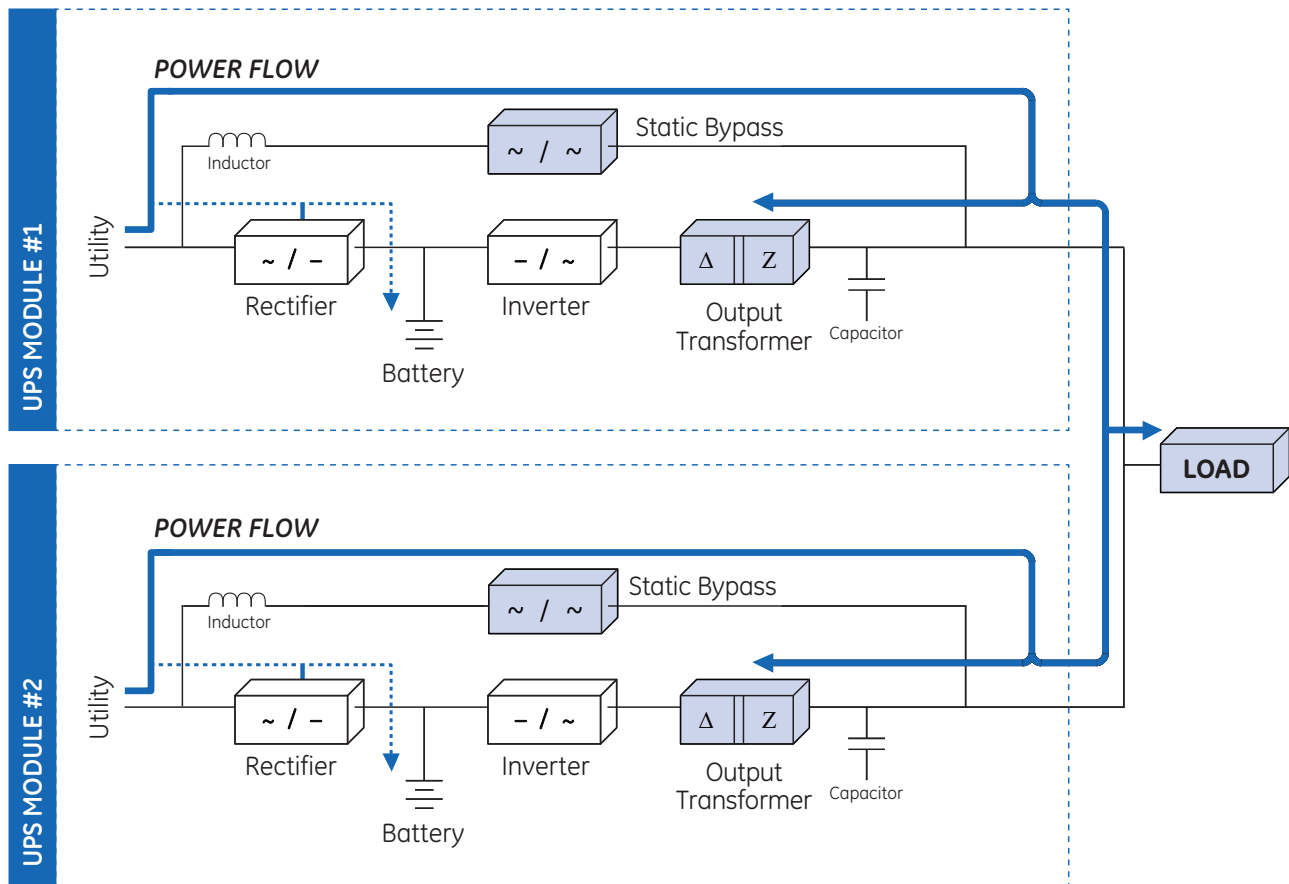 UPS MODULE #1
POWER FLOW
Static Bypass
~ / ~
Inductor
Utility
~ / –
– / ~
Δ Z
Rectifier
Inverter
Output
Transformer
Capacitor
Battery
LOAD
UPS MODULE #2
POWER FLOW
Static Bypass
~ / ~
Inductor
Utility
~ / –
– / ~
Δ Z
Rectifier
Inverter
Output
Transformer
Capacitor
Battery